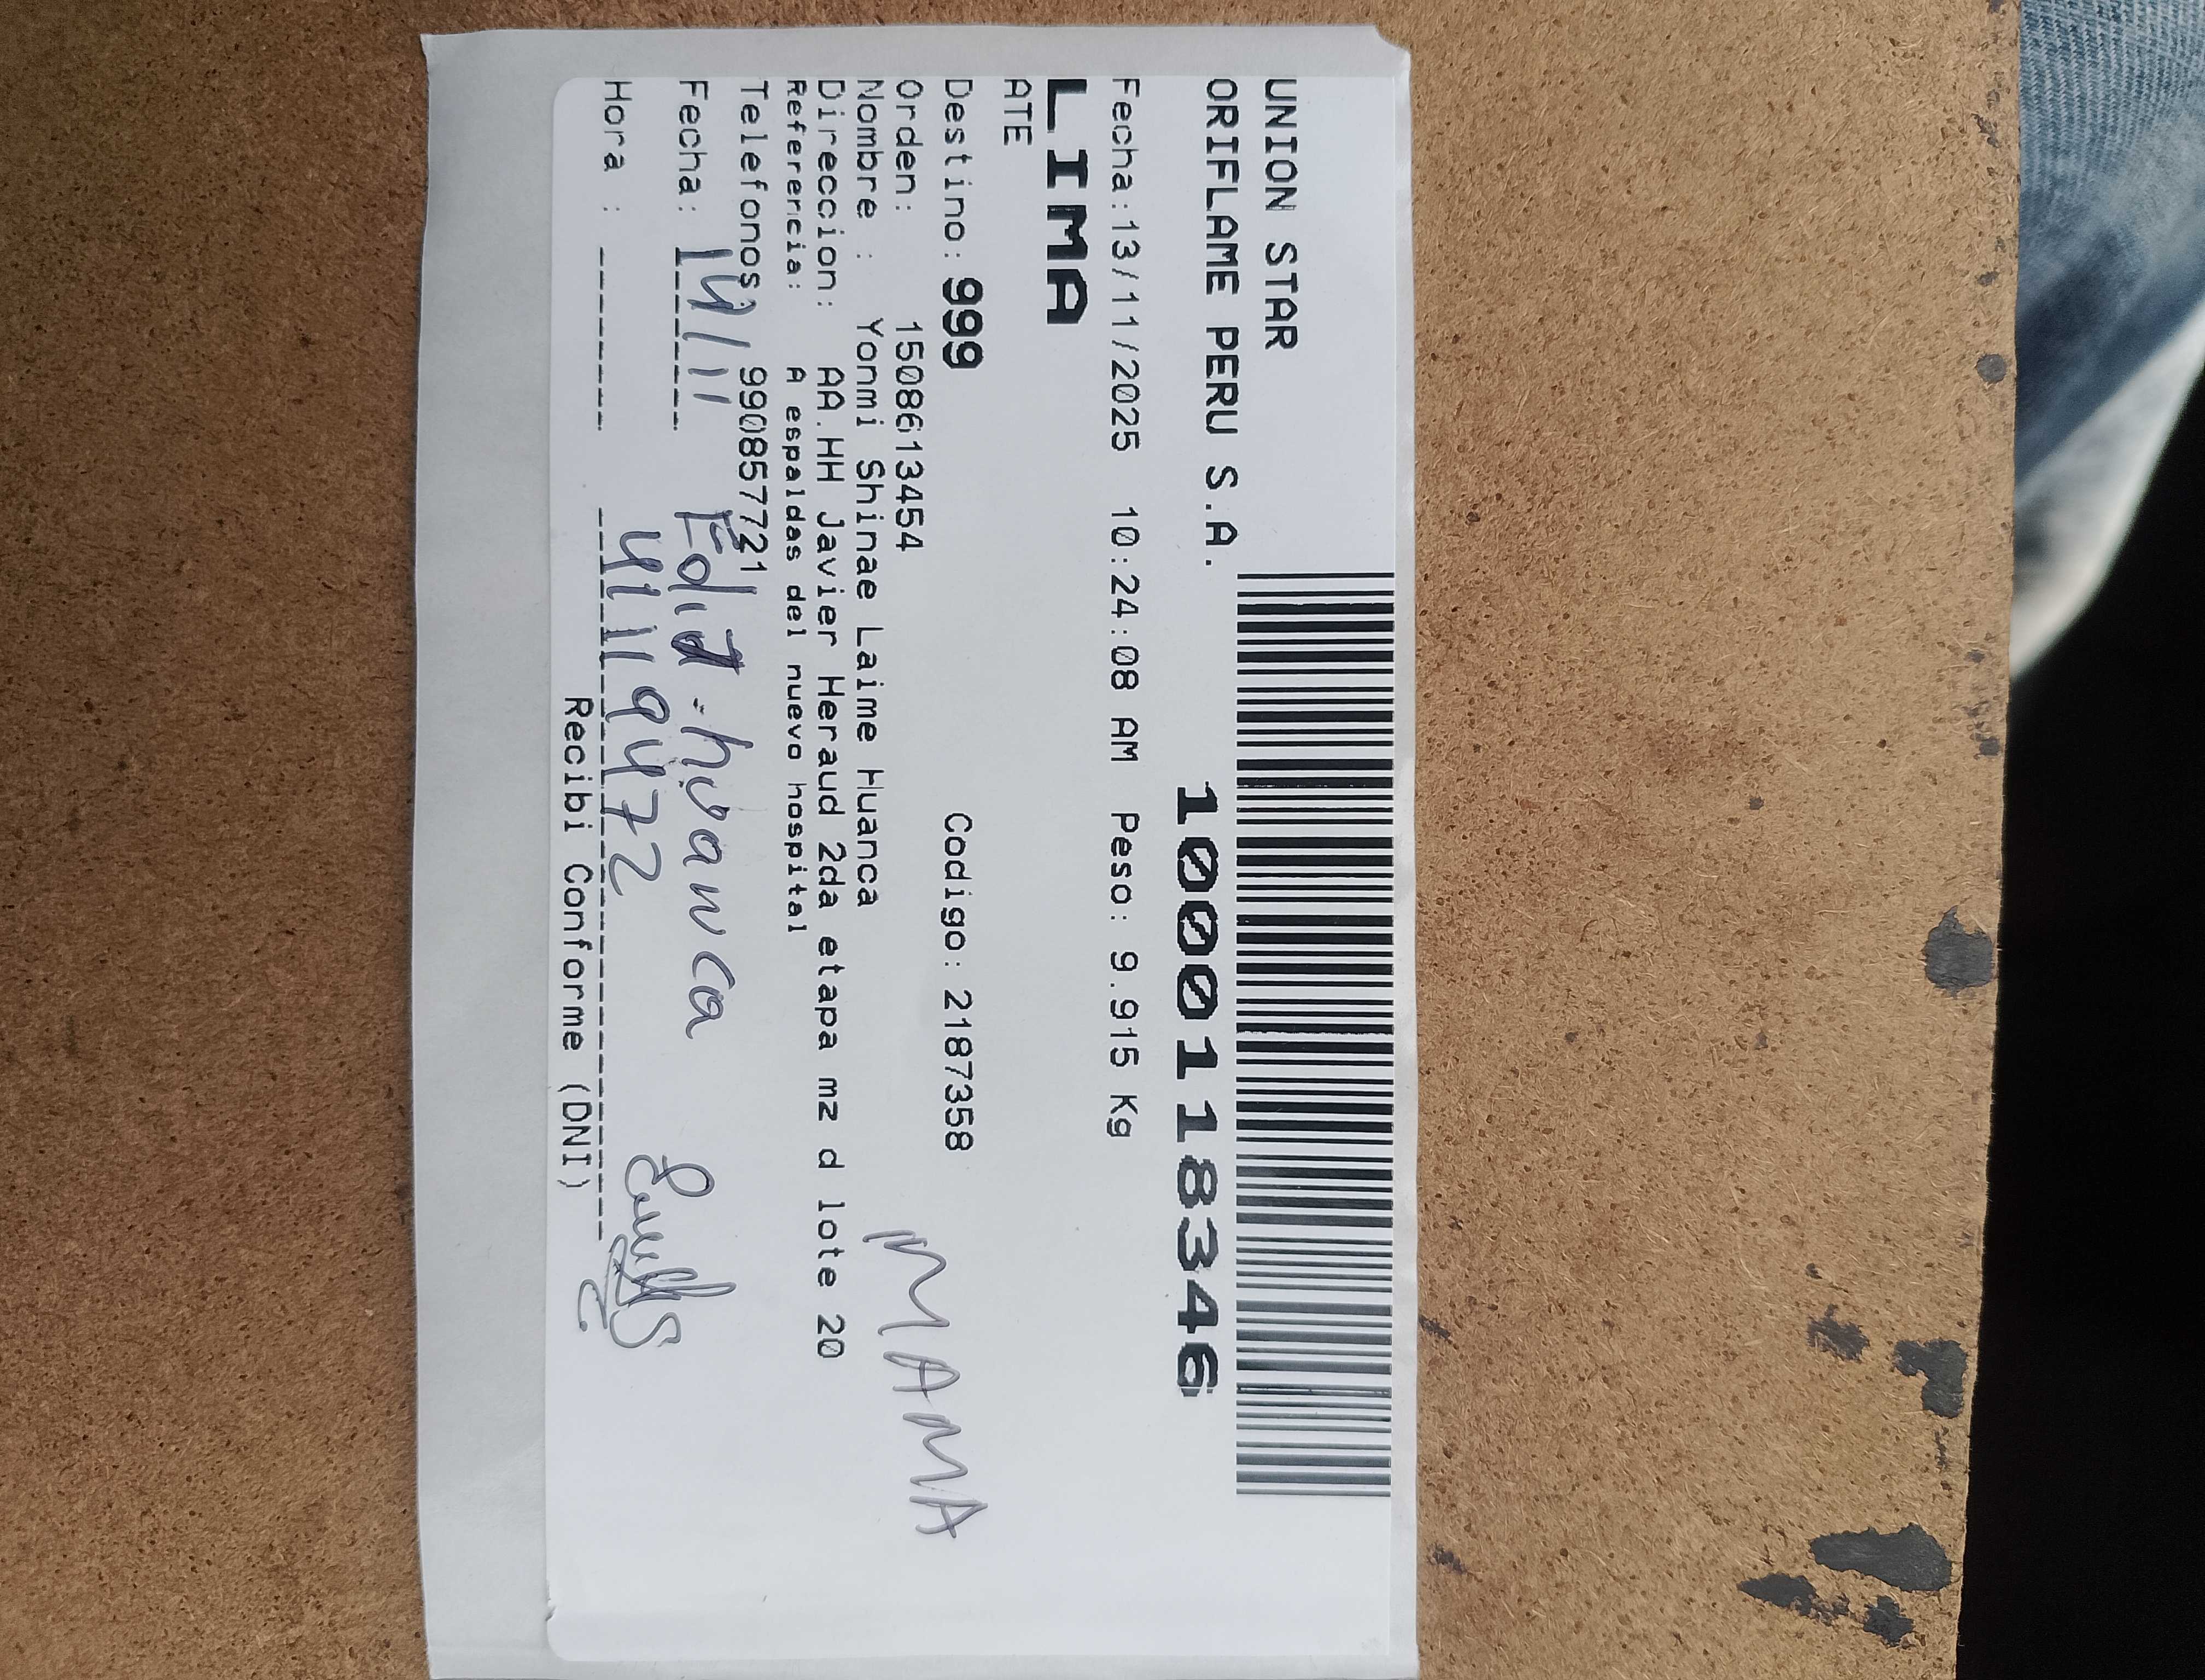 UNION STAR
ORIFLAME PERU S.A.
10001183346
Fecha:13/11/2025 10:24:08 AM Peso: 9.915 Kg
LIMA
ATE
Destino: 999 Codigo: 2187358
MAMA
Orden: 1508613454
Nombre : Yonmi Shinae Laime Huanca
Direccion: AA.HH Javier Heraud 2da etapa mz d lote 20
Referencia: A espaldas del nuevo hospital
Telefonos: 990857721
Fecha: 14/11 Edit huanca
Hora : 41119472
Recibi Conforme (DNI)